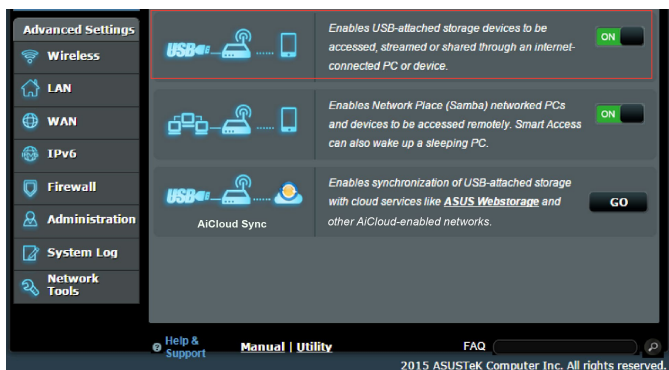 Advanced Settings
Wireless
LAN
WAN
IPv6
Firewall
Administration
System Log
Network
Tools
USB
Enables USB-attached storage devices to be
accessed, streamed or shared through an internet-
connected PC or device.
ON
Enables Network Place (Samba) networked PCs
and devices to be accessed remotely. Smart Access
can also wake up a sleeping PC.
ON
USB
AiCloud Sync
Enables synchronization of USB-attached storage
with cloud services like ASUS Webstorage and
other AiCloud-enabled networks.
GO
Help &
Support
Manual | Utility
FAQ
2015 ASUSTeK Computer Inc. All rights reserved.